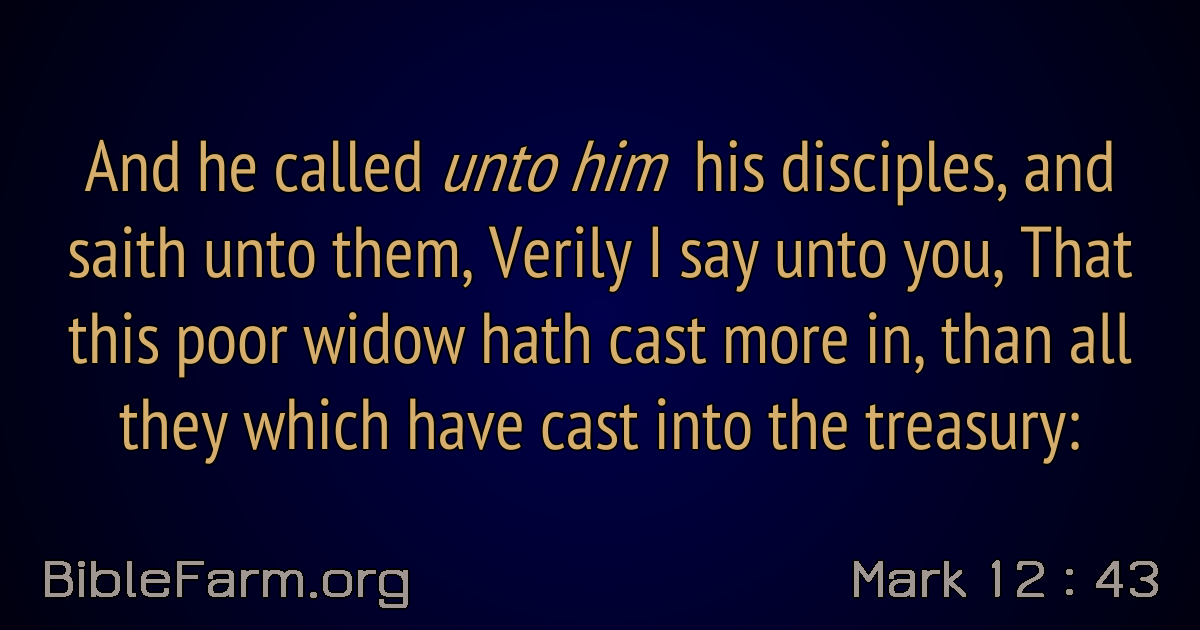 And he called unto him his disciples, and
saith unto them, Verily I say unto you, That
this poor widow hath cast more in, than all
they which have cast into the treasury:
BibleFarm.org
Mark 12 : 43